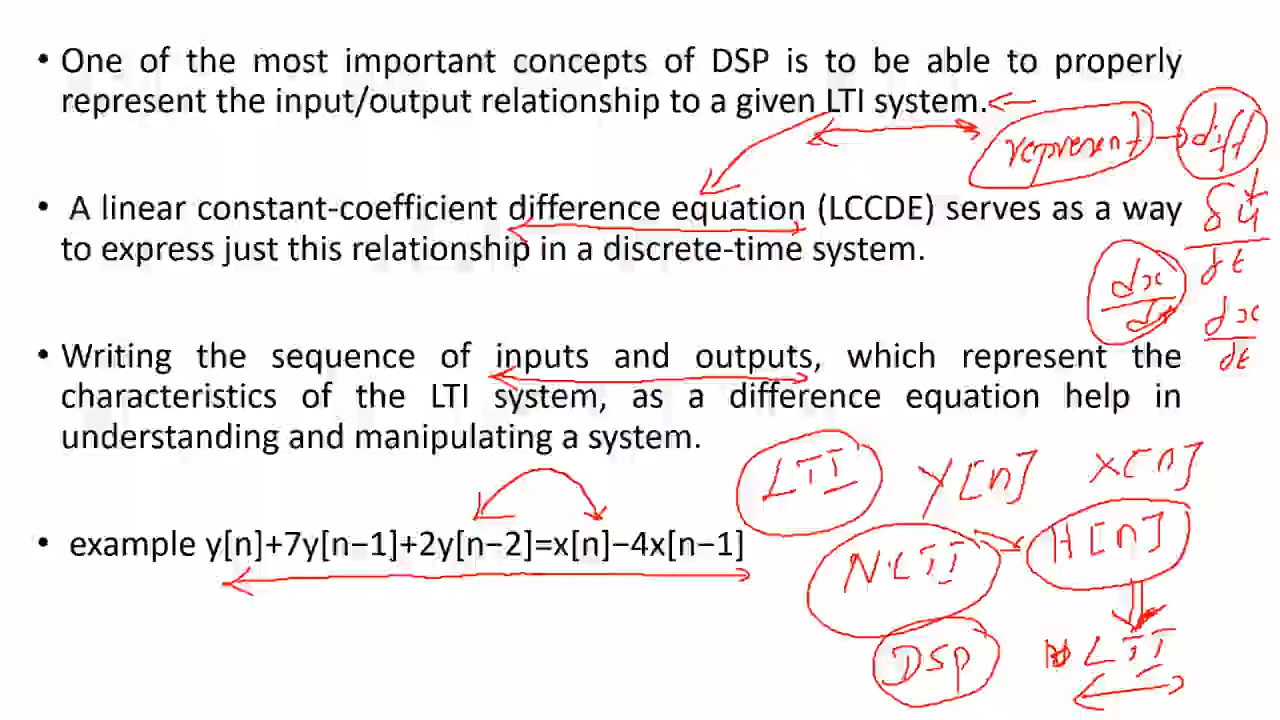 • One of the most important concepts of DSP is to be able to properly
represent the input/output relationship to a given LTI system.
represent diff
• A linear constant-coefficient difference equation (LCCDE) serves as a way
to express just this relationship in a discrete-time system.
dx
dt
• Writing the sequence of inputs and outputs, which represent the
characteristics of the LTI system, as a difference equation help in
understanding and manipulating a system.
LTI Y[n] X[n]
• example y[n]+7y[n−1]+2y[n−2]=x[n]−4x[n−1]
NLTI H[n]
DSP LTI